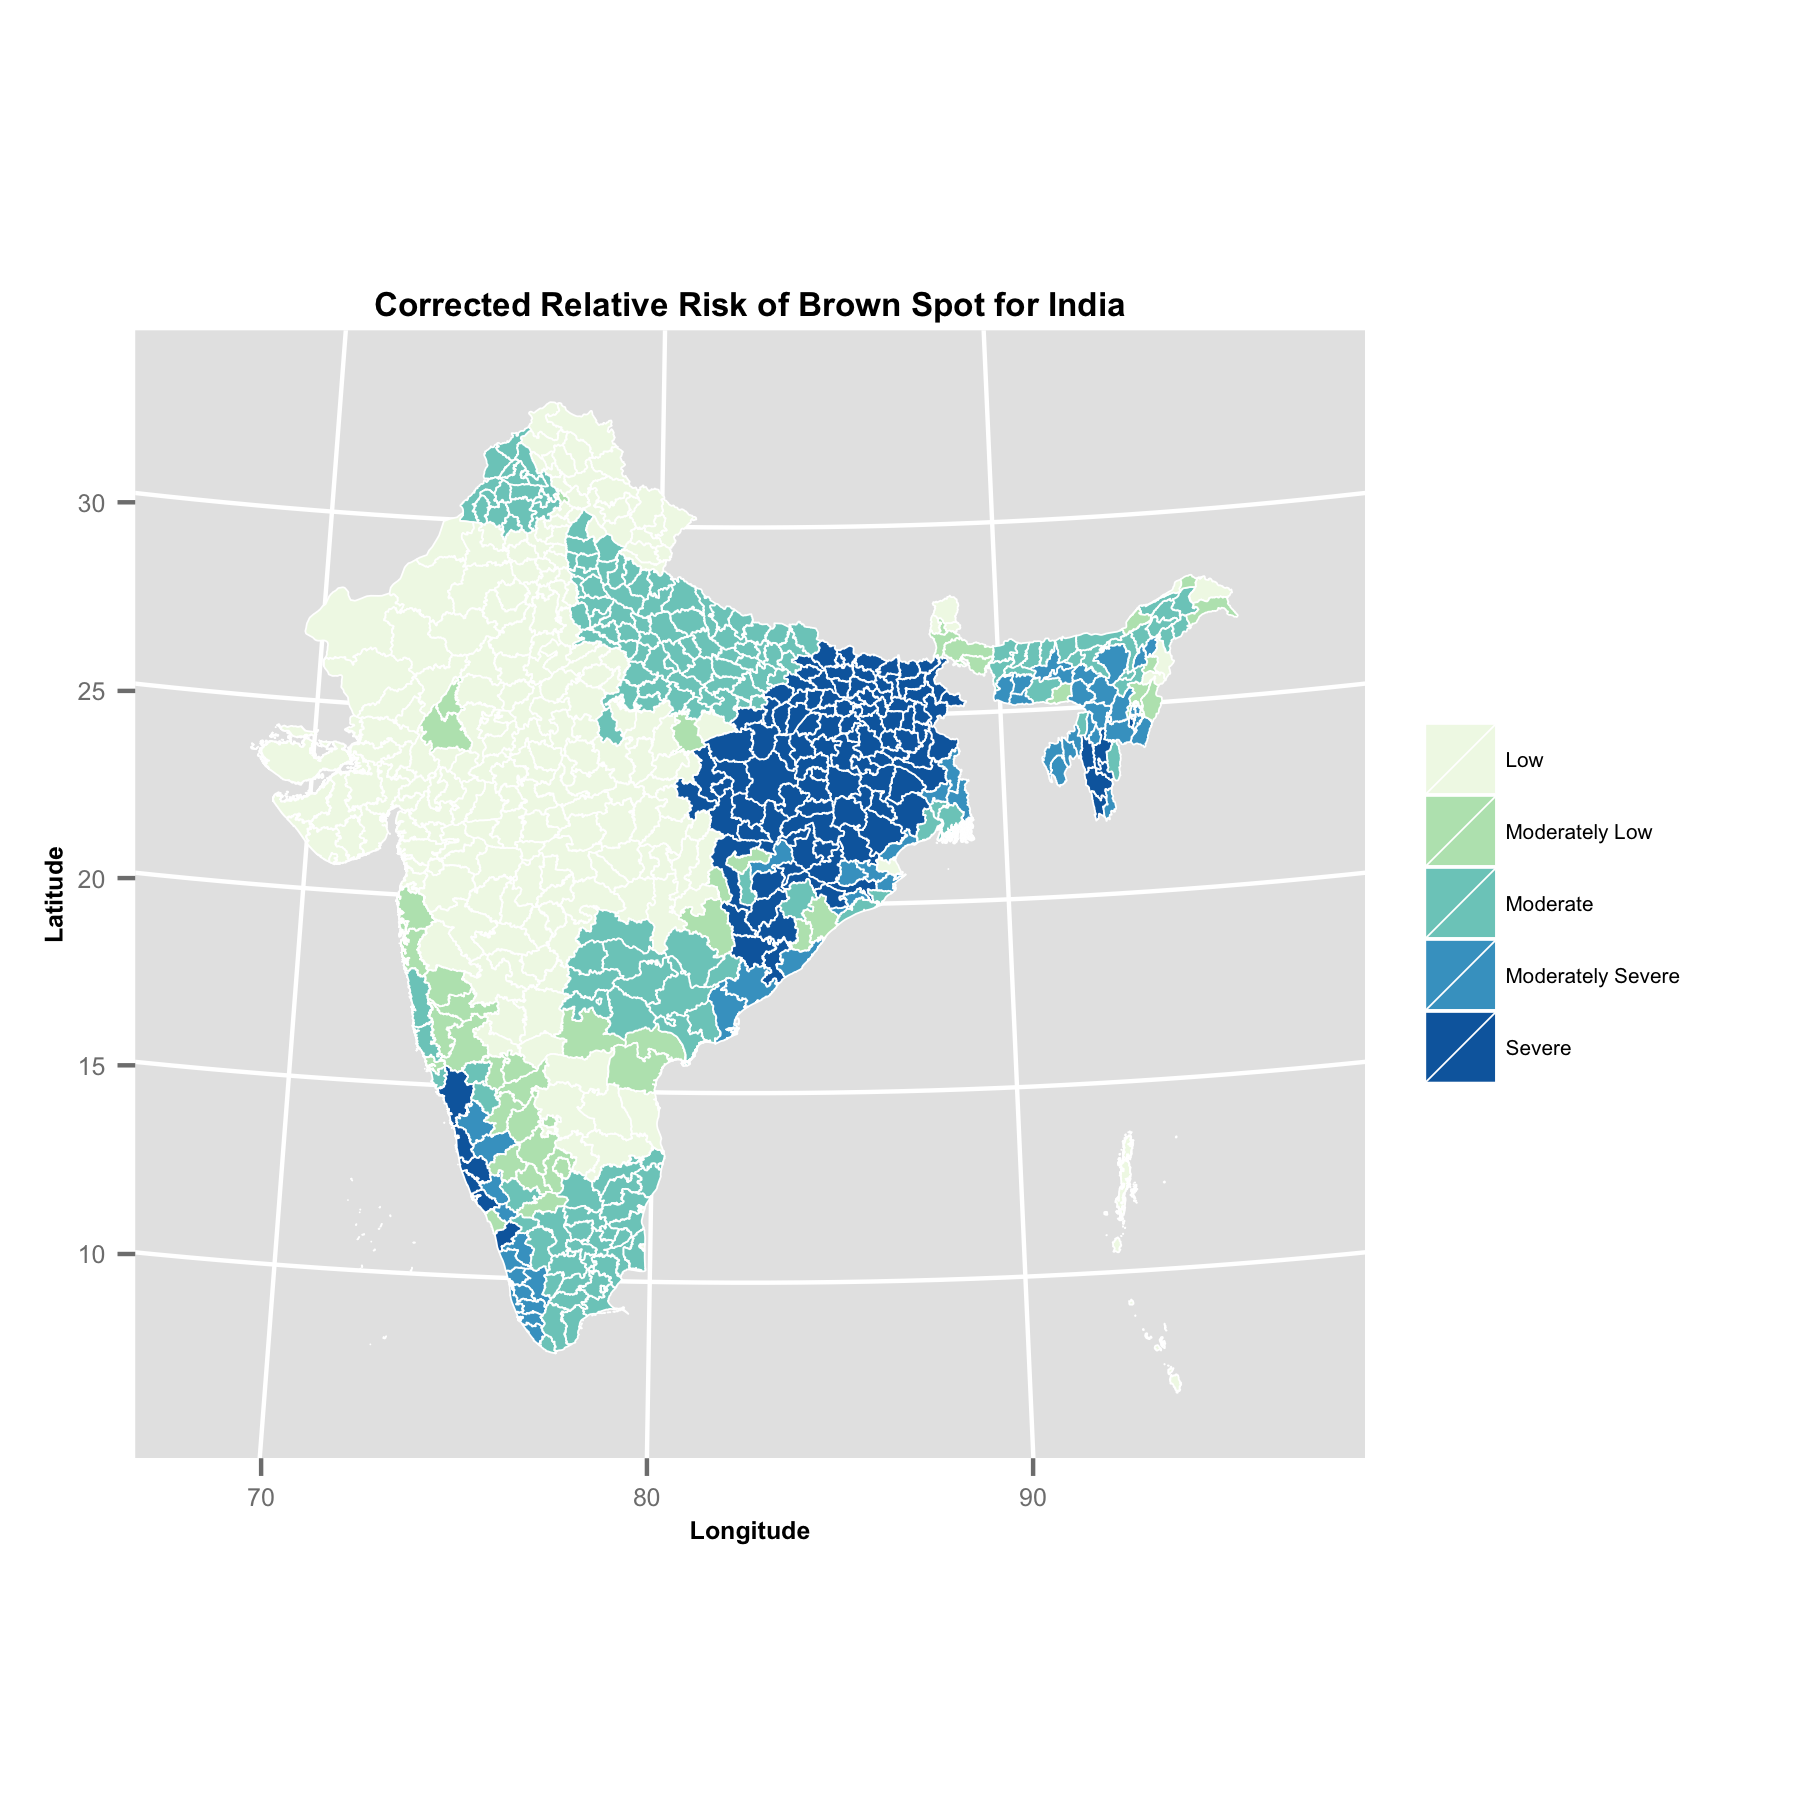 Corrected Relative Risk of Brown Spot for India
30
25
20
15
10
Latitude
70
80
90
Longitude
Low
Moderately Low
Moderate
Moderately Severe
Severe